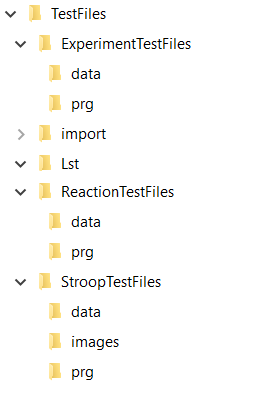 TestFiles
ExperimentTestFiles
data
prg
import
Lst
ReactionTestFiles
data
prg
StroopTestFiles
data
images
prg